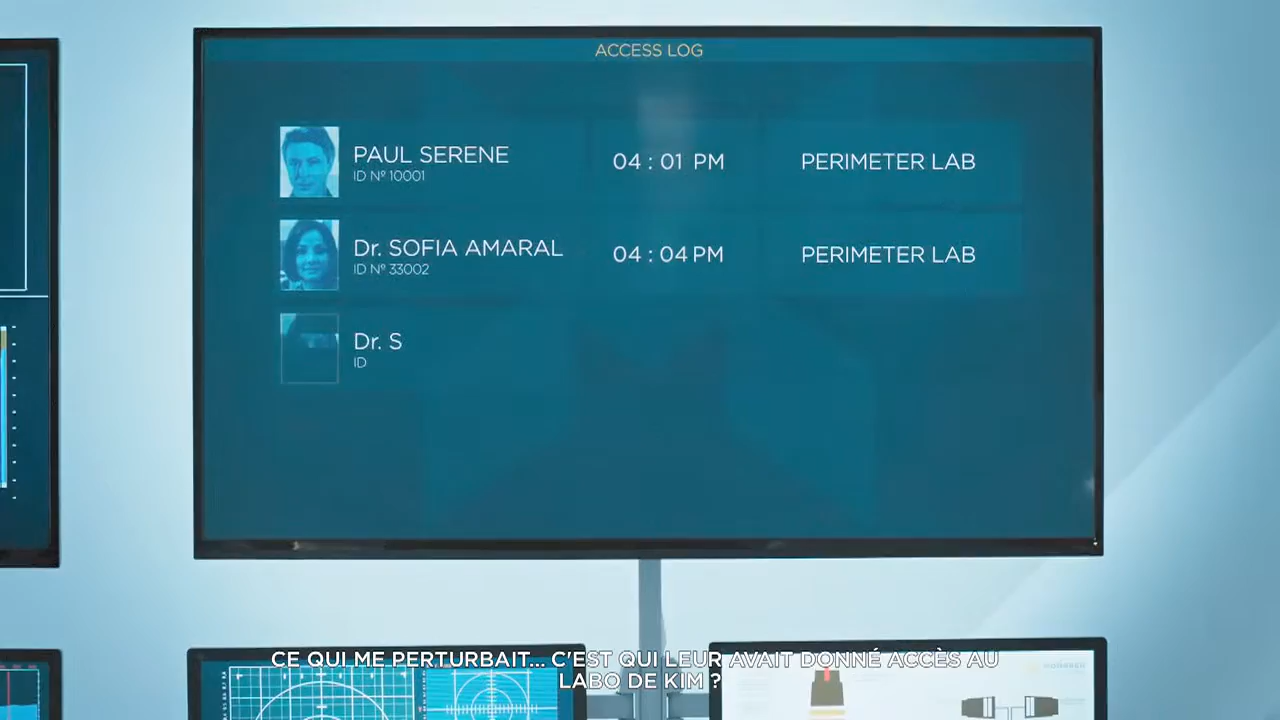 ACCESS LOG
PAUL SERENE
ID Nº 10001
04 : 01 PM
PERIMETER LAB
Dr. SOFIA AMARAL
ID Nº 33002
04 : 04 PM
PERIMETER LAB
Dr. S
ID
CE QUI ME PERTURBAIT... C'EST QUI LEUR AVAIT DONNÉ ACCÈS AU
LABO DE KIM ?